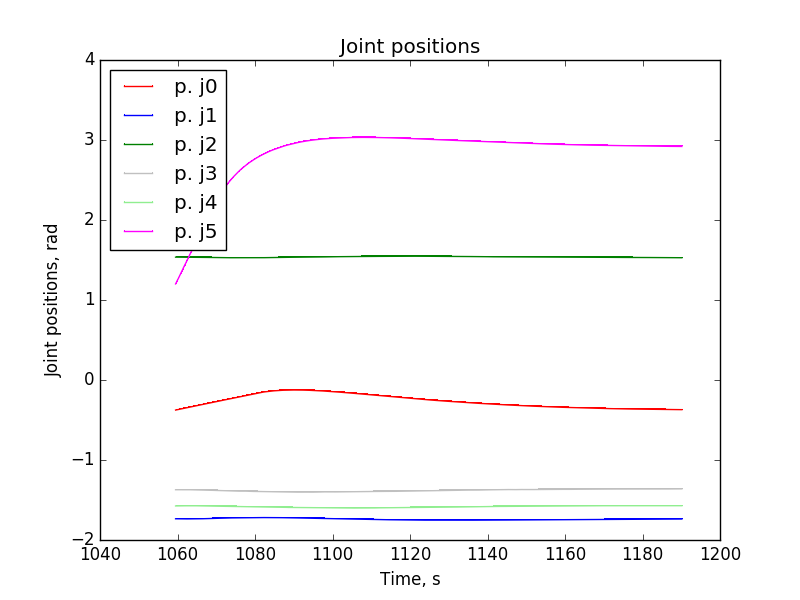 Joint positions
4
3
2
1
0
−1
−2
Joint positions, rad
p. j0
p. j1
p. j2
p. j3
p. j4
p. j5
1040 1060 1080 1100 1120 1140 1160 1180 1200
Time, s